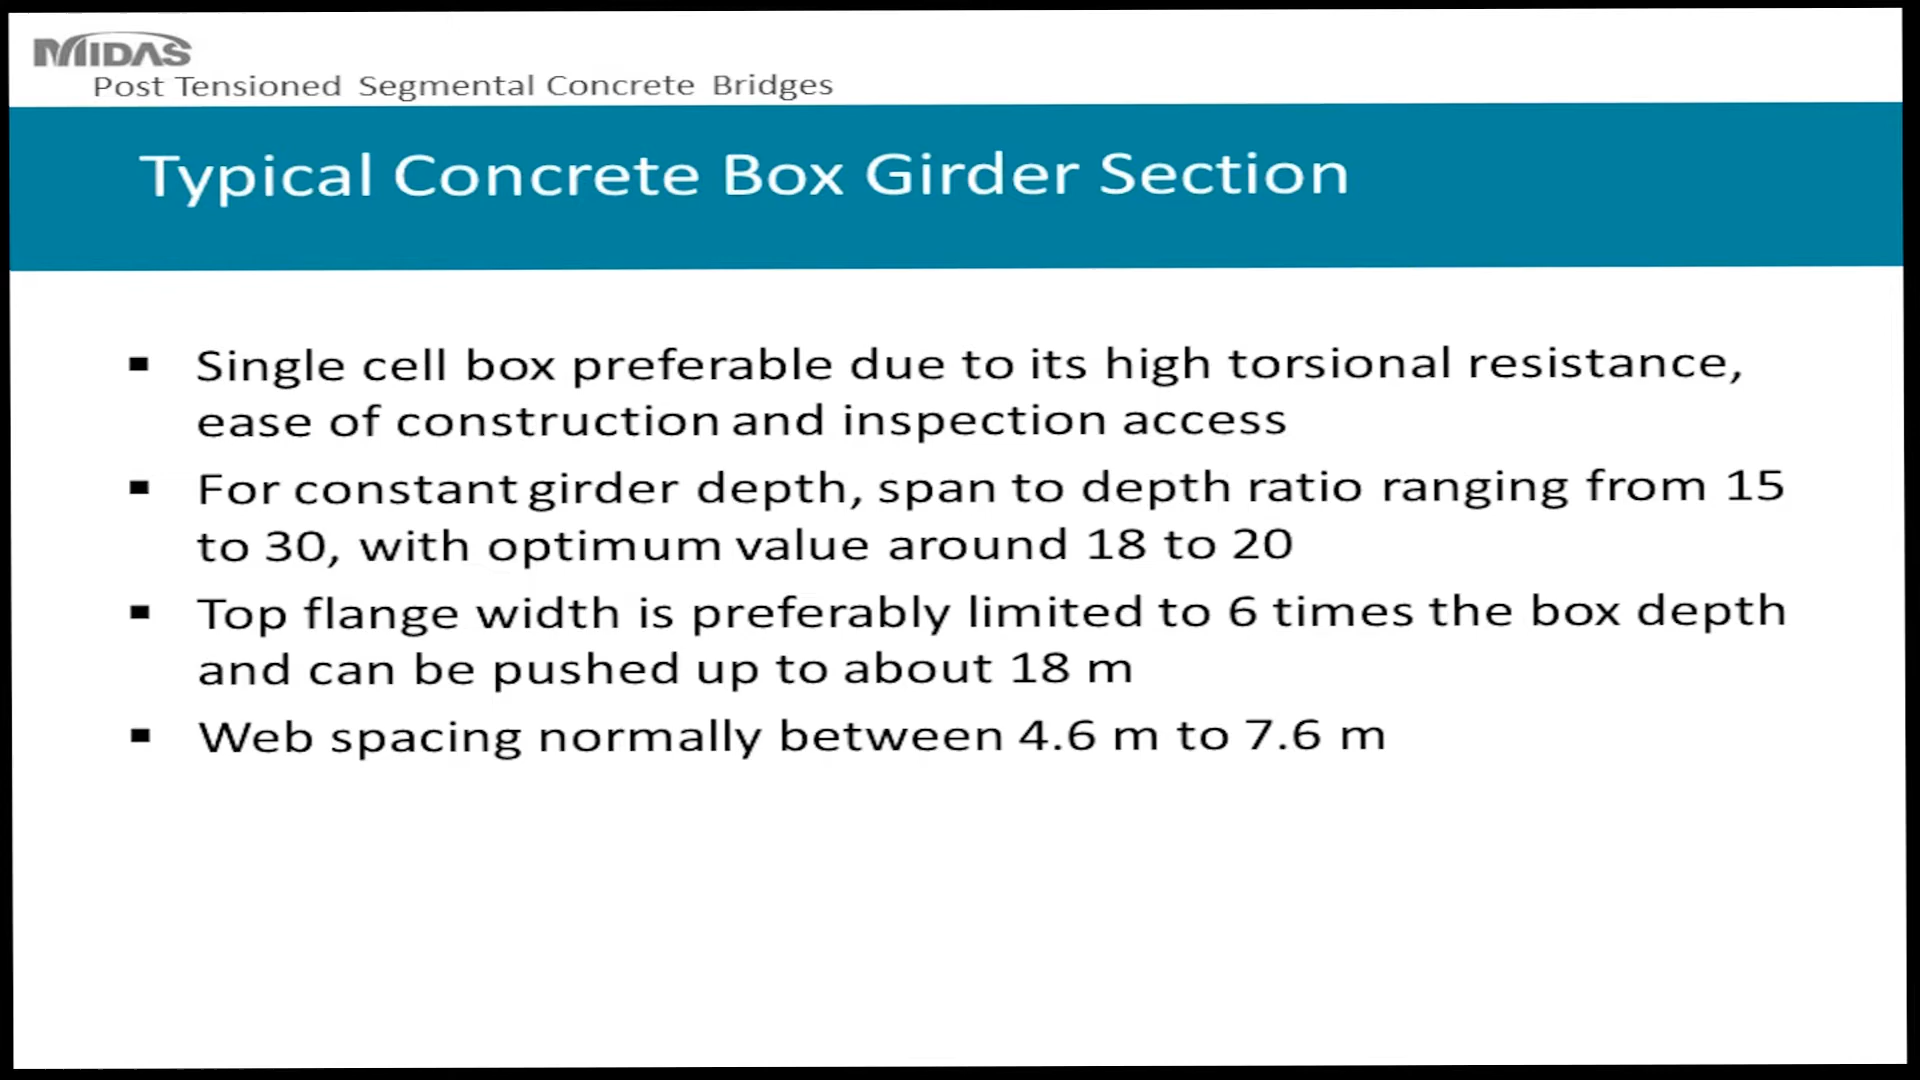 MIDAS
Post Tensioned Segmental Concrete Bridges
Typical Concrete Box Girder Section
▪ Single cell box preferable due to its high torsional resistance,
ease of construction and inspection access
▪ For constant girder depth, span to depth ratio ranging from 15
to 30, with optimum value around 18 to 20
▪ Top flange width is preferably limited to 6 times the box depth
and can be pushed up to about 18 m
▪ Web spacing normally between 4.6 m to 7.6 m